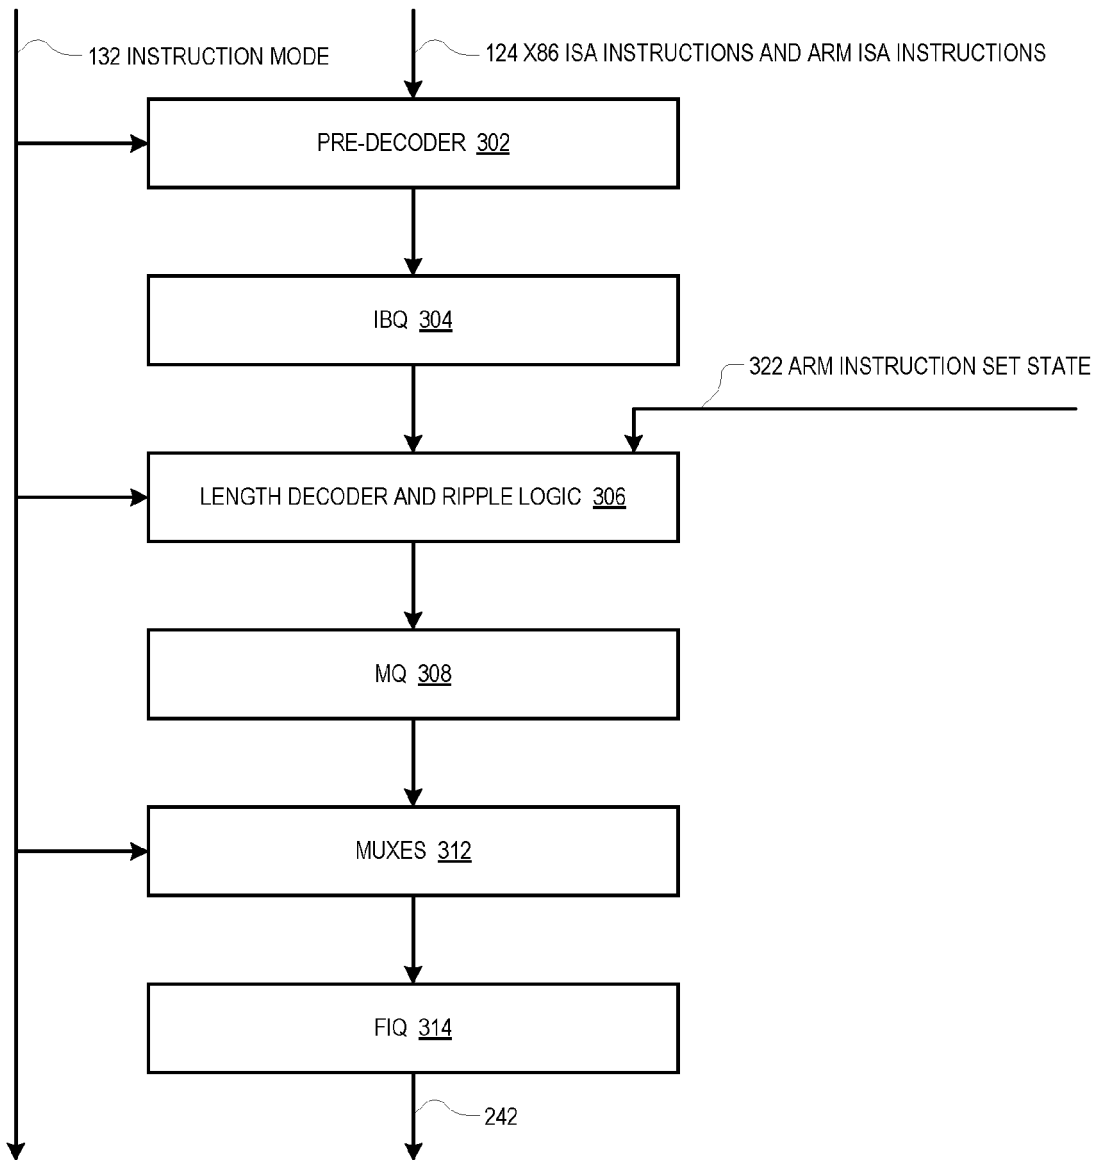 132 INSTRUCTION MODE
124 X86 ISA INSTRUCTIONS AND ARM ISA INSTRUCTIONS
PRE-DECODER 302
IBQ 304
322 ARM INSTRUCTION SET STATE
LENGTH DECODER AND RIPPLE LOGIC 306
MQ 308
MUXES 312
FIQ 314
242